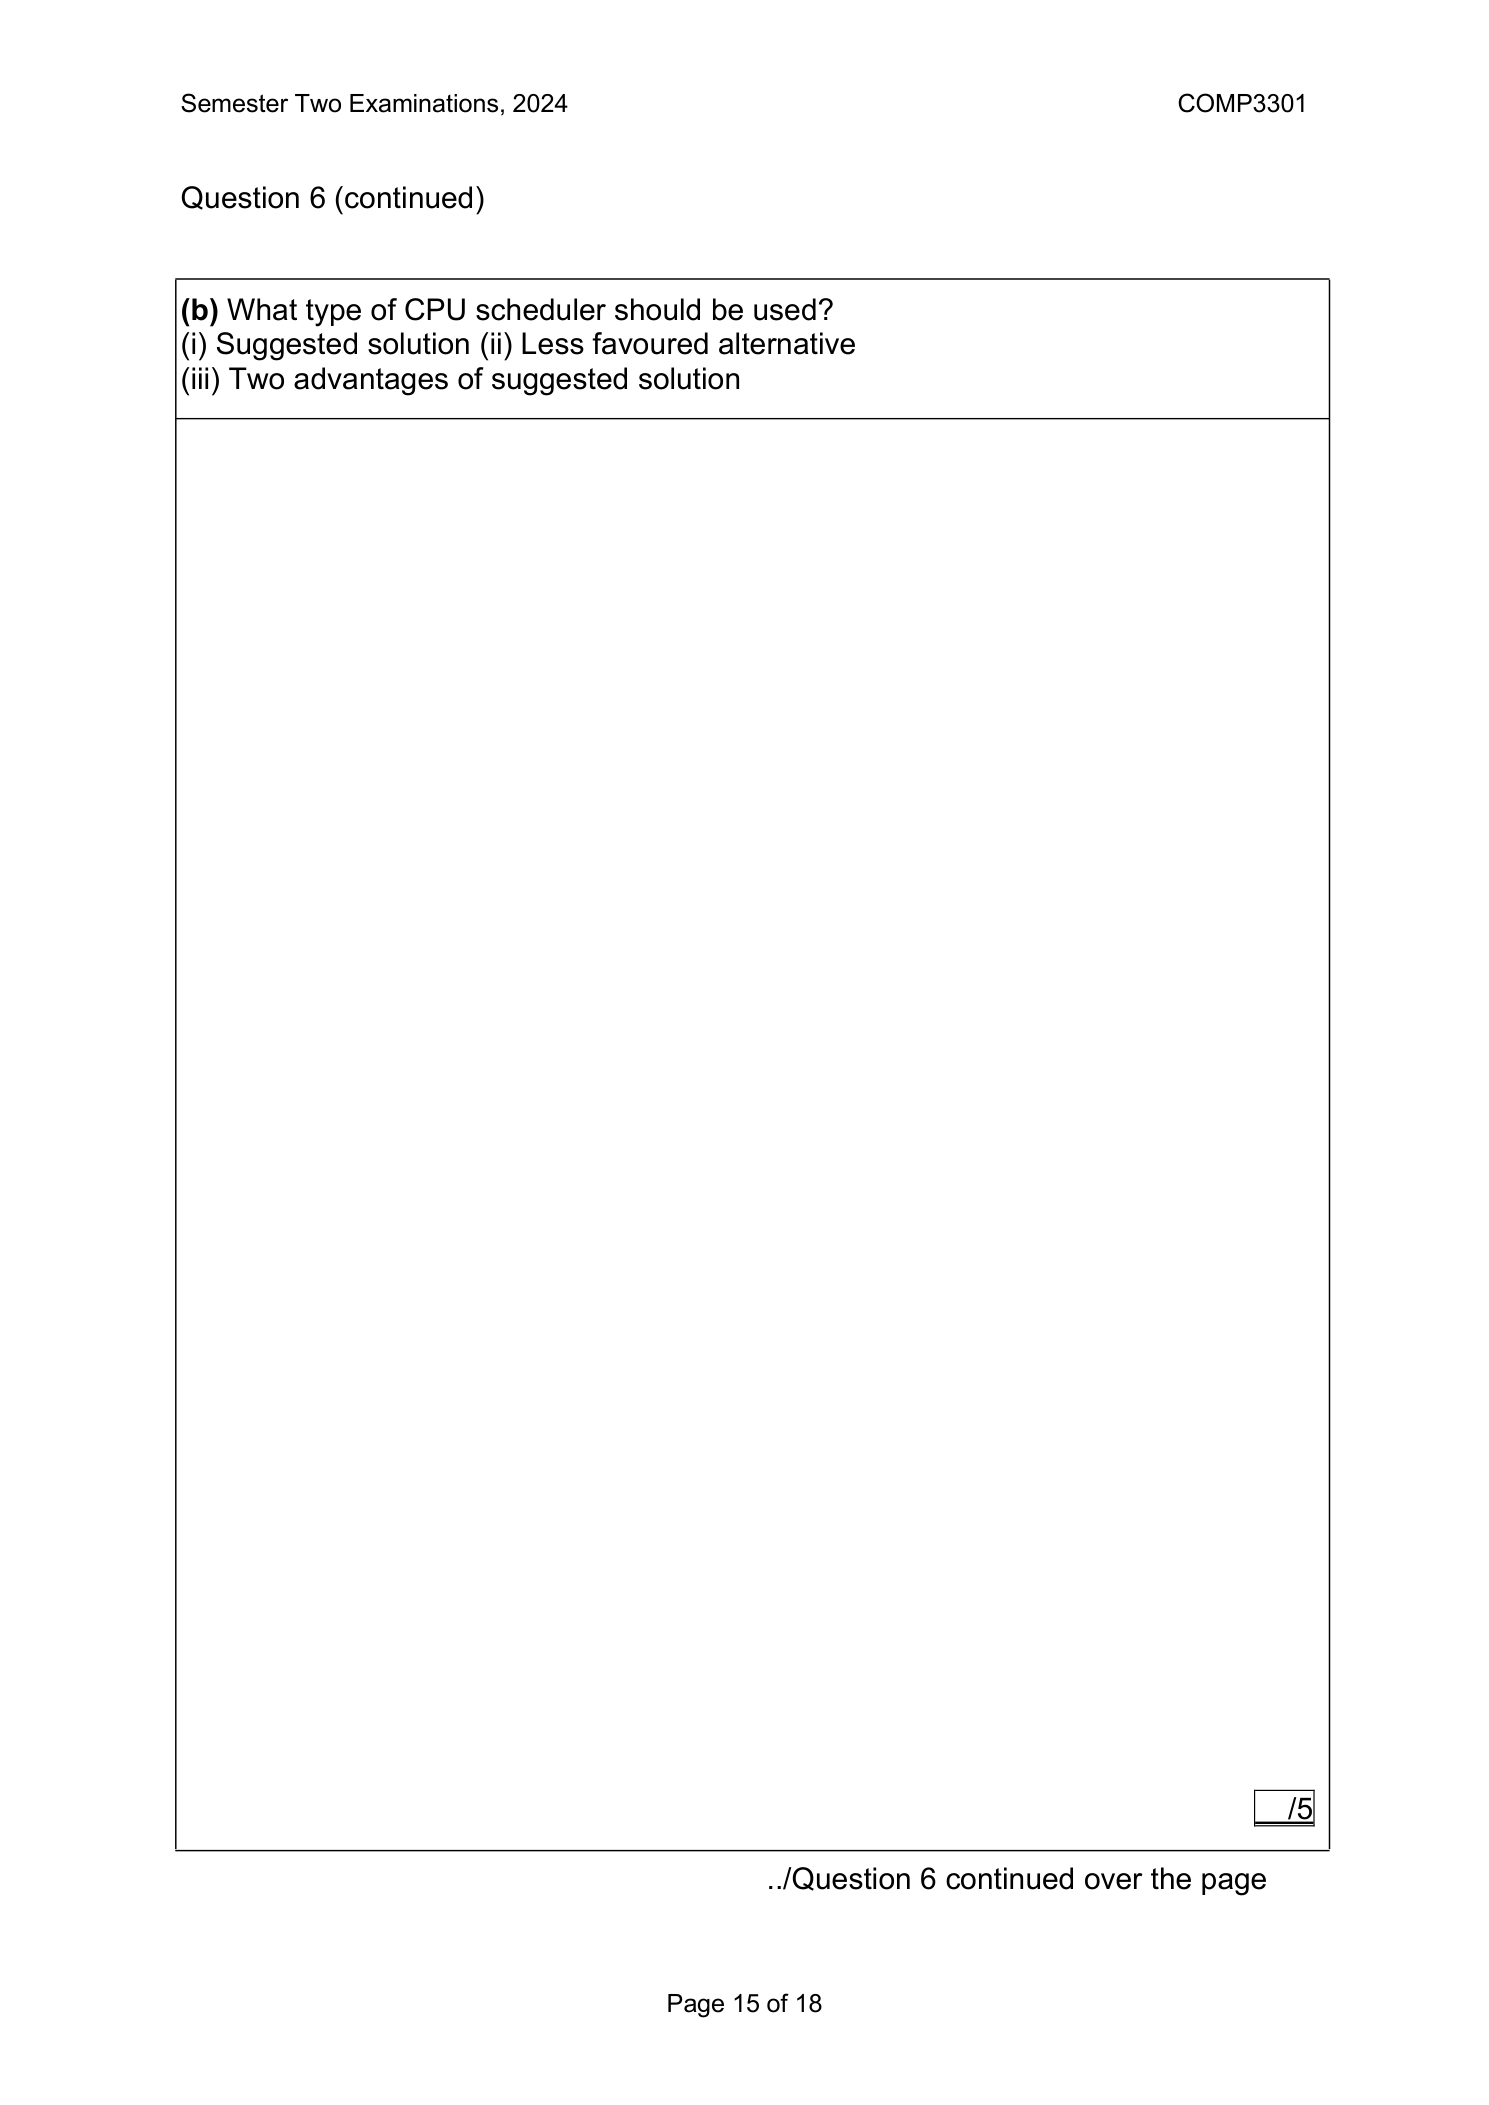 Semester Two Examinations, 2024 COMP3301
Question 6 (continued)
(b) What type of CPU scheduler should be used?
(i) Suggested solution (ii) Less favoured alternative
(iii) Two advantages of suggested solution
/5
../Question 6 continued over the page
Page 15 of 18